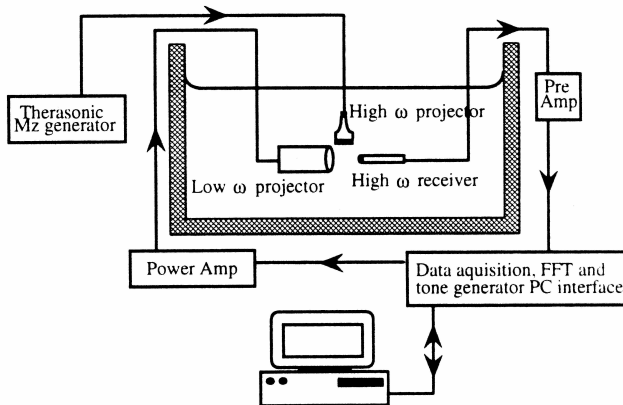 Therasonic
Mz generator
High ω projector
Pre
Amp
Low ω projector
High ω receiver
Power Amp
Data aquisition, FFT and
tone generator PC interface